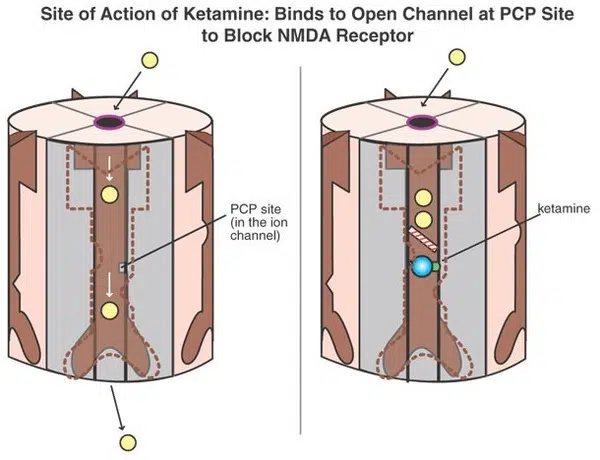 Site of Action of Ketamine: Binds to Open Channel at PCP Site
to Block NMDA Receptor
PCP site
(in the ion
channel)
ketamine